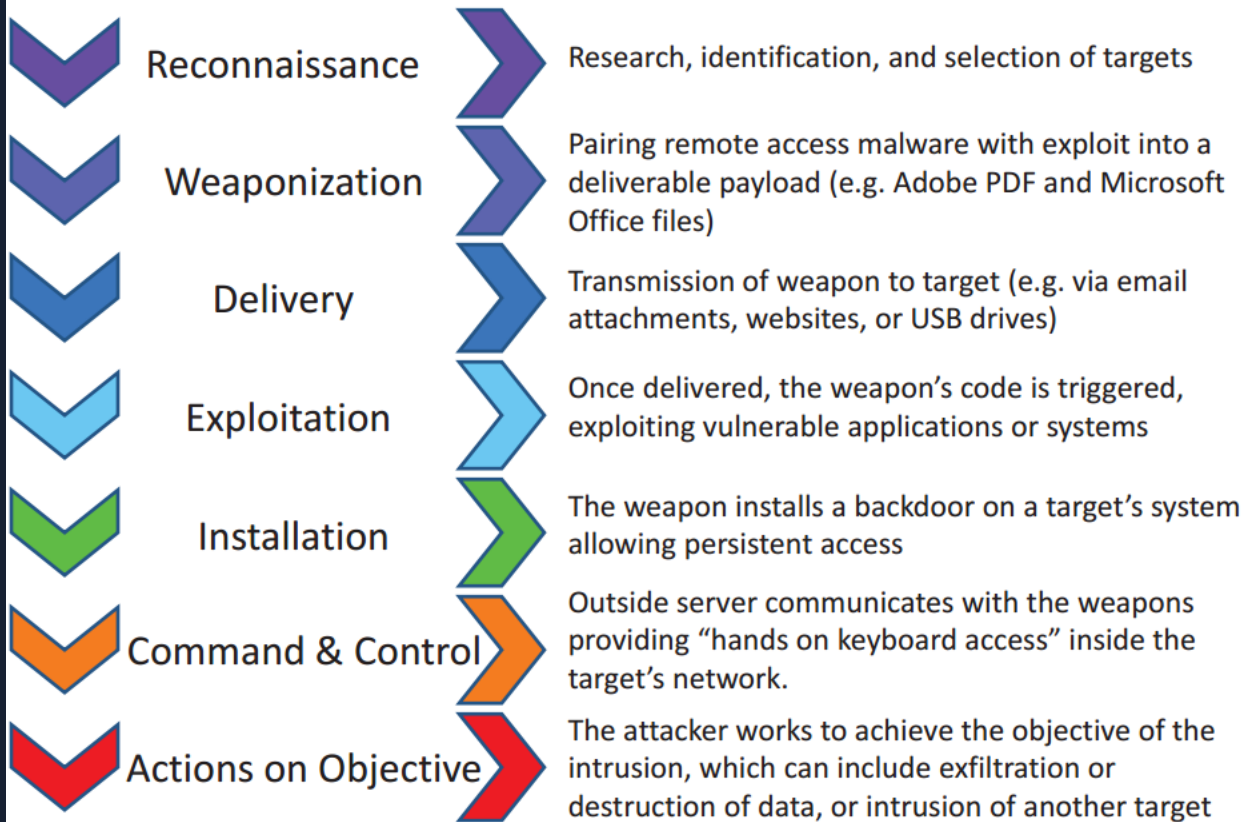 Reconnaissance
Research, identification, and selection of targets
Weaponization
Pairing remote access malware with exploit into a
deliverable payload (e.g. Adobe PDF and Microsoft
Office files)
Delivery
Transmission of weapon to target (e.g. via email
attachments, websites, or USB drives)
Exploitation
Once delivered, the weapon’s code is triggered,
exploiting vulnerable applications or systems
Installation
The weapon installs a backdoor on a target’s system
allowing persistent access
Command & Control
Outside server communicates with the weapons
providing “hands on keyboard access” inside the
target’s network.
Actions on Objective
The attacker works to achieve the objective of the
intrusion, which can include exfiltration or
destruction of data, or intrusion of another target